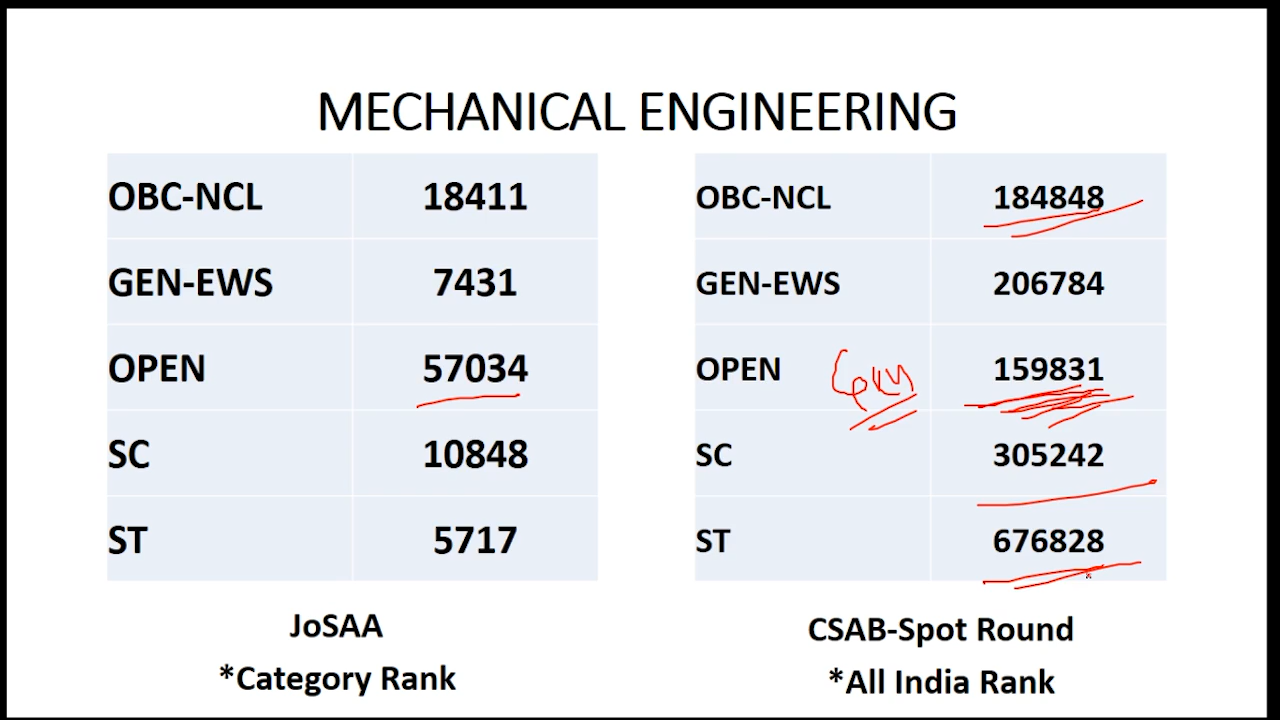 MECHANICAL ENGINEERING
OBC-NCL 18411
GEN-EWS 7431
OPEN 57034
SC 10848
ST 5717
JoSAA
*Category Rank
OBC-NCL 184848
GEN-EWS 206784
OPEN 159831
SC 305242
ST 676828
CSAB-Spot Round
*All India Rank